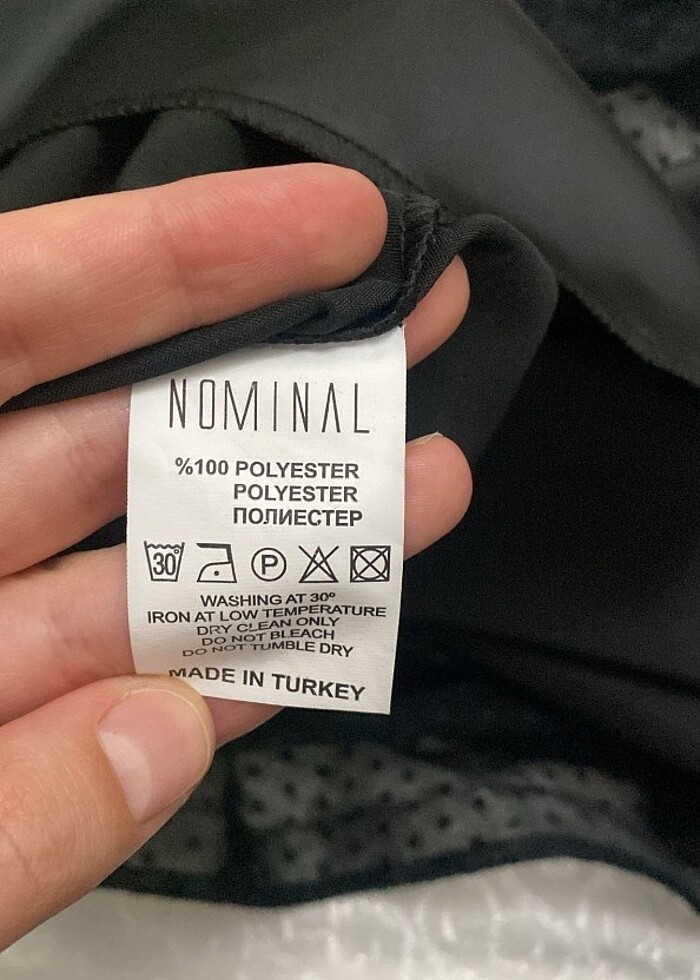 NOMINAL
%100 POLYESTER
POLYESTER
ПОЛИЕСТЕР
30° P
WASHING AT 30°
IRON AT LOW TEMPERATURE
DRY CLEAN ONLY
DO NOT BLEACH
DO NOT TUMBLE DRY
MADE IN TURKEY